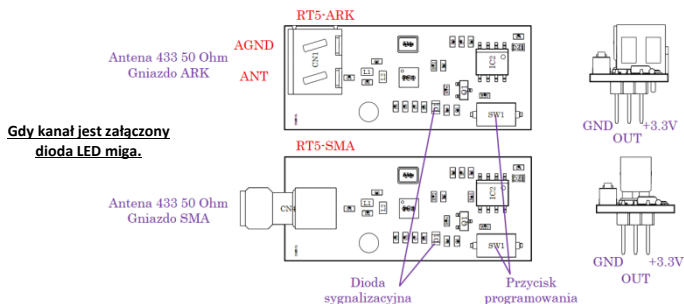 RT5-ARK
AGND
Antena 433 50 Ohm
Gniazdo ARK
ANT
CN1
L1
IC2
Q1
SW1
GND
+3.3V
OUT
Gdy kanał jest załączony
dioda LED miga.
RT5-SMA
Antena 433 50 Ohm
Gniazdo SMA
L1
IC2
Q1
SW1
GND
+3.3V
OUT
Dioda
sygnalizacyjna
Przycisk
programowania